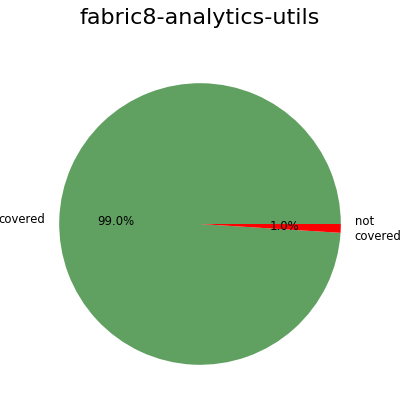 fabric8-analytics-utils
covered
99.0%
1.0%
not
covered